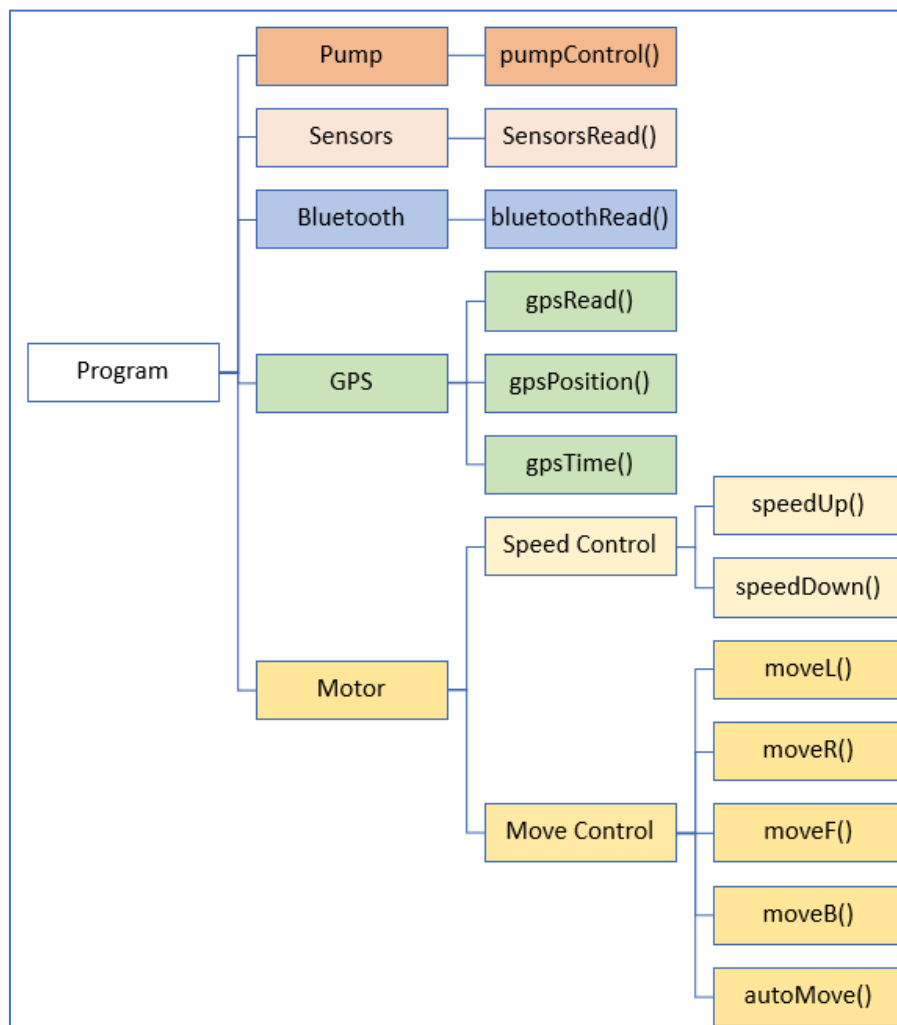 Pump
pumpControl()
Sensors
SensorsRead()
Bluetooth
bluetoothRead()
gpsRead()
Program
GPS
gpsPosition()
gpsTime()
speedUp()
Speed Control
speedDown()
Motor
moveL()
moveR()
Move Control
moveF()
moveB()
autoMove()